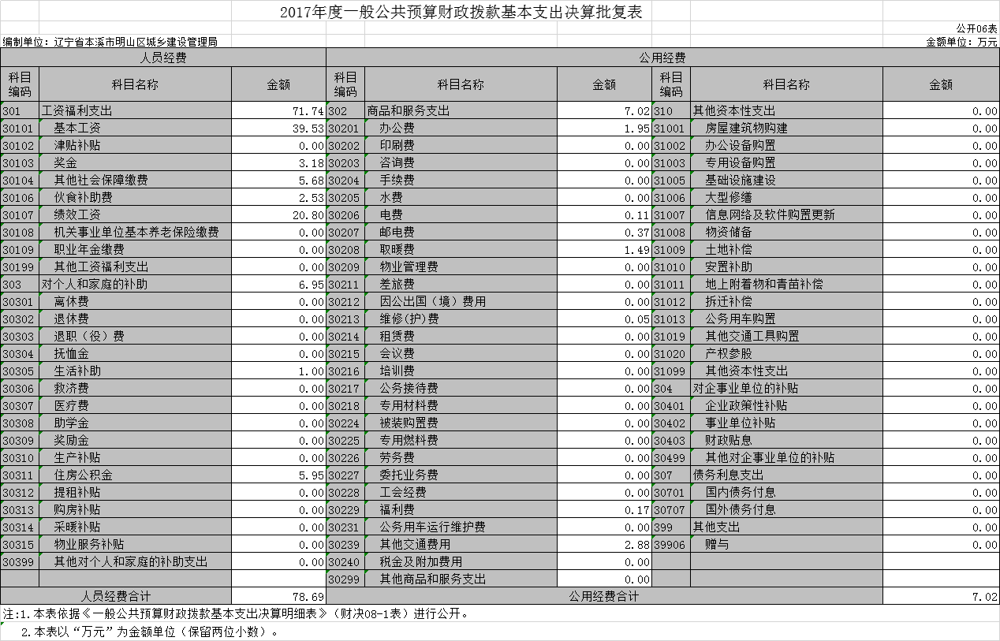 2017年度一般公共预算财政拨款基本支出决算批复表
公开06表
编制单位：辽宁省本溪市明山区城乡建设管理局 金额单位：万元
人员经费 公用经费
科目编码 科目名称 金额 科目编码 科目名称 金额 科目编码 科目名称 金额
301 工资福利支出 71.74 302 商品和服务支出 7.02 310 其他资本性支出 0.00
30101 基本工资 39.53 30201 办公费 1.95 31001 房屋建筑物购建 0.00
30102 津贴补贴 0.00 30202 印刷费 0.00 31002 办公设备购置 0.00
30103 奖金 3.18 30203 咨询费 0.00 31003 专用设备购置 0.00
30104 其他社会保障缴费 5.68 30204 手续费 0.00 31005 基础设施建设 0.00
30106 伙食补助费 2.53 30205 水费 0.00 31006 大型修缮 0.00
30107 绩效工资 20.80 30206 电费 0.11 31007 信息网络及软件购置更新 0.00
30108 机关事业单位基本养老保险缴费 0.00 30207 邮电费 0.37 31008 物资储备 0.00
30109 职业年金缴费 0.00 30208 取暖费 1.49 31009 土地补偿 0.00
30199 其他工资福利支出 0.00 30209 物业管理费 0.00 31010 安置补助 0.00
303 对个人和家庭的补助 6.95 30211 差旅费 0.00 31011 地上附着物和青苗补偿 0.00
30301 离休费 0.00 30212 因公出国（境）费用 0.00 31012 拆迁补偿 0.00
30302 退休费 0.00 30213 维修(护)费 0.05 31013 公务用车购置 0.00
30303 退职（役）费 0.00 30214 租赁费 0.00 31019 其他交通工具购置 0.00
30304 抚恤金 0.00 30215 会议费 0.00 31020 产权参股 0.00
30305 生活补助 1.00 30216 培训费 0.00 31099 其他资本性支出 0.00
30306 救济费 0.00 30217 公务接待费 0.00 304 对企事业单位的补贴 0.00
30307 医疗费 0.00 30218 专用材料费 0.00 30401 企业政策性补贴 0.00
30308 助学金 0.00 30224 被装购置费 0.00 30402 事业单位补贴 0.00
30309 奖励金 0.00 30225 专用燃料费 0.00 30403 财政贴息 0.00
30310 生产补贴 0.00 30226 劳务费 0.00 30499 其他对企事业单位的补贴 0.00
30311 住房公积金 5.95 30227 委托业务费 0.00 307 债务利息支出 0.00
30312 提租补贴 0.00 30228 工会经费 0.00 30701 国内债务付息 0.00
30313 购房补贴 0.00 30229 福利费 0.17 30707 国外债务付息 0.00
30314 采暖补贴 0.00 30231 公务用车运行维护费 0.00 399 其他支出 0.00
30315 物业服务补贴 0.00 30239 其他交通费用 2.88 39906 赠与 0.00
30399 其他对个人和家庭的补助支出 0.00 30240 税金及附加费用 0.00
30299 其他商品和服务支出 0.00
人员经费合计 78.69 公用经费合计 7.02
注:1.本表依据《一般公共预算财政拨款基本支出决算明细表》（财决08-1表）进行公开。
2.本表以“万元”为金额单位（保留两位小数）。